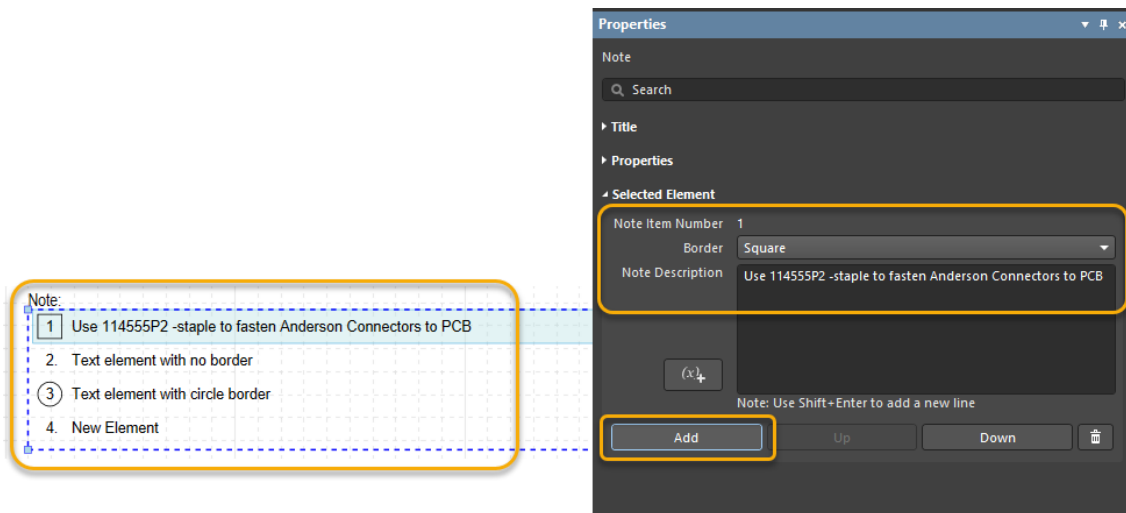 Note:
1 Use 114555P2 -staple to fasten Anderson Connectors to PCB
2. Text element with no border
3 Text element with circle border
4. New Element
Properties
Note
Search
Title
Properties
Selected Element
Note Item Number 1
Border Square
Note Description Use 114555P2 -staple to fasten Anderson Connectors to PCB
(x)+
Note: Use Shift+Enter to add a new line
Add Up Down